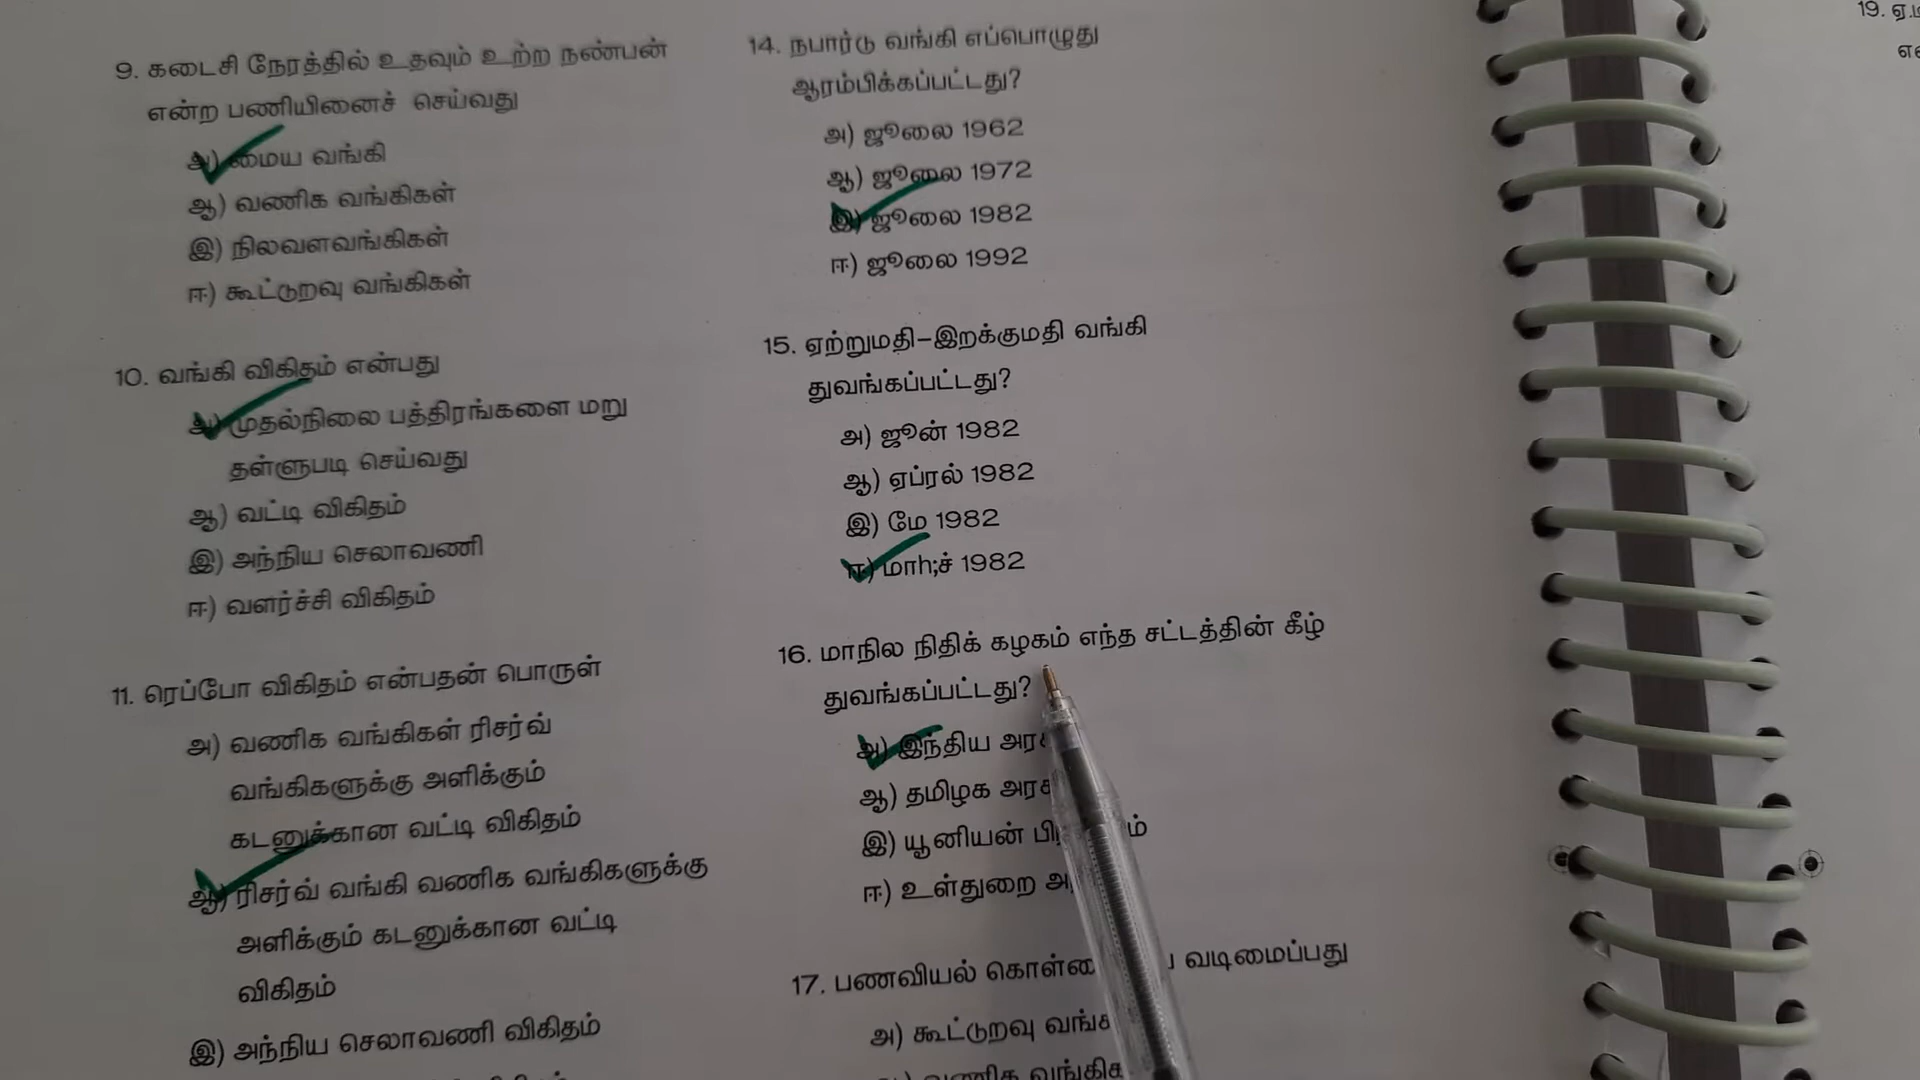 9. கடைசி நேரத்தில் உதவும் உற்ற நண்பன்
என்ற பணியினைச் செய்வது
அ) மைய வங்கி
ஆ) வணிக வங்கிகள்
இ) நிலவளவங்கிகள்
ஈ) கூட்டுறவு வங்கிகள்
10. வங்கி விகிதம் என்பது
அ) முதல்நிலை பத்திரங்களை மறு
தள்ளுபடி செய்வது
ஆ) வட்டி விகிதம்
இ) அந்நிய செலாவணி
ஈ) வளர்ச்சி விகிதம்
11. ரெப்போ விகிதம் என்பதன் பொருள்
அ) வணிக வங்கிகள் ரிசர்வ்
வங்கிகளுக்கு அளிக்கும்
கடனுக்கான வட்டி விகிதம்
ஆ) ரிசர்வ் வங்கி வணிக வங்கிகளுக்கு
அளிக்கும் கடனுக்கான வட்டி
விகிதம்
இ) அந்நிய செலாவணி விகிதம்
14. நபார்டு வங்கி எப்பொழுது
ஆரம்பிக்கப்பட்டது?
அ) ஜூலை 1962
ஆ) ஜூலை 1972
இ) ஜூலை 1982
ஈ) ஜூலை 1992
15. ஏற்றுமதி-இறக்குமதி வங்கி
துவங்கப்பட்டது?
அ) ஜூன் 1982
ஆ) ஏப்ரல் 1982
இ) மே 1982
ஈ) மாh;ச் 1982
16. மாநில நிதிக் கழகம் எந்த சட்டத்தின் கீழ்
துவங்கப்பட்டது?
அ) இந்திய
ஆ) தமிழக
இ) யூனியன்
ஈ) உள்துறை
17. பணவியல் வடிமைப்பது
அ) கூட்டுறவு
19.